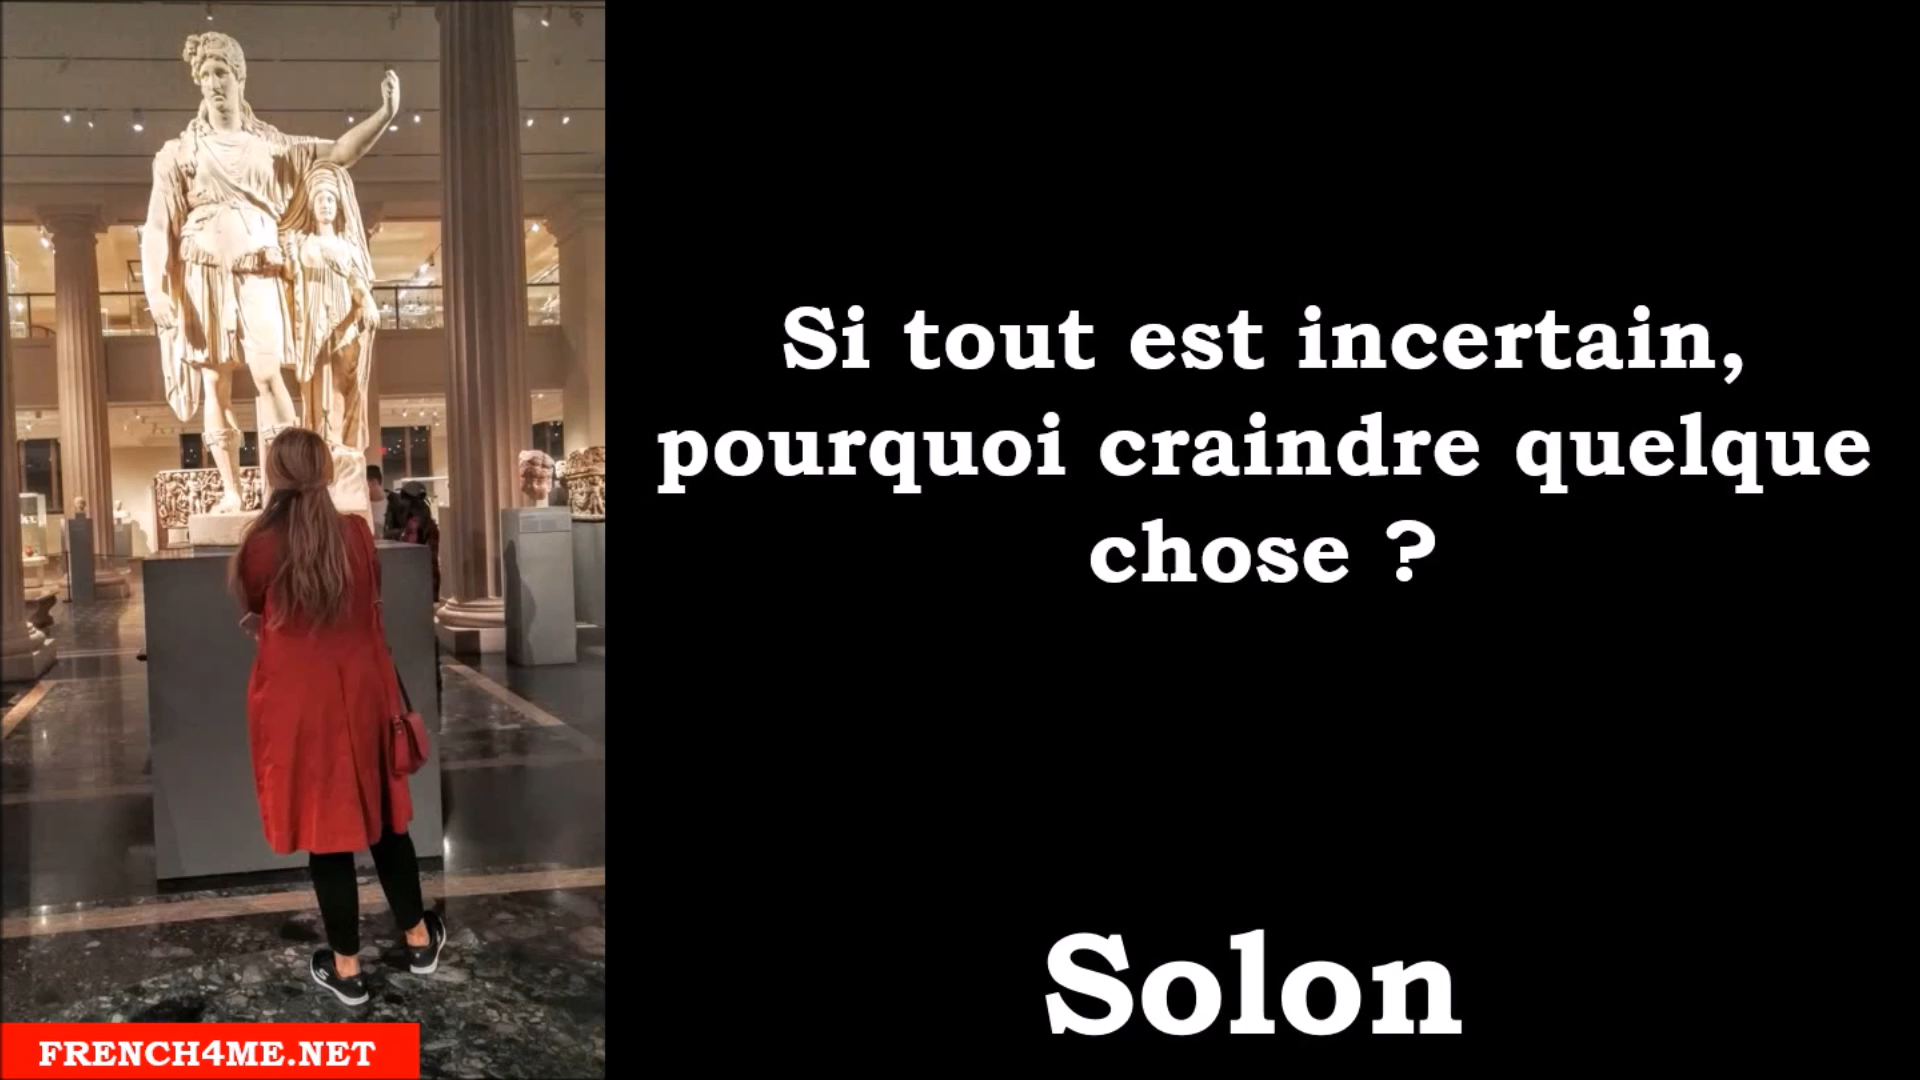 Si tout est incertain,
pourquoi craindre quelque
chose ?
Solon
FRENCH4ME.NET